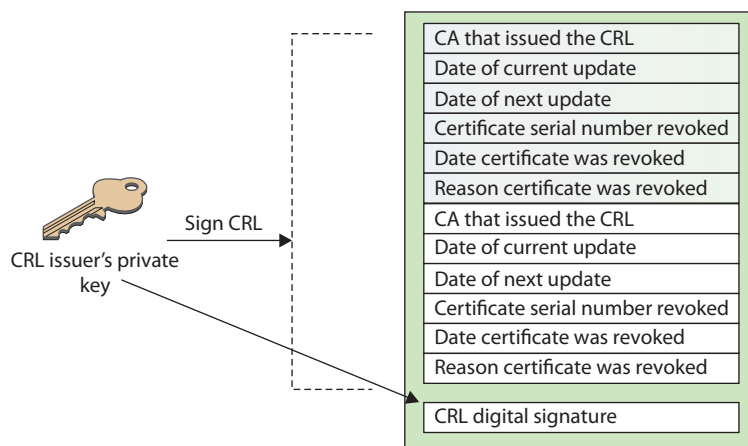 CA that issued the CRL
Date of current update
Date of next update
Certificate serial number revoked
Date certificate was revoked
Reason certificate was revoked
CA that issued the CRL
Date of current update
Date of next update
Certificate serial number revoked
Date certificate was revoked
Reason certificate was revoked
CRL digital signature
Sign CRL
CRL issuer’s private
key